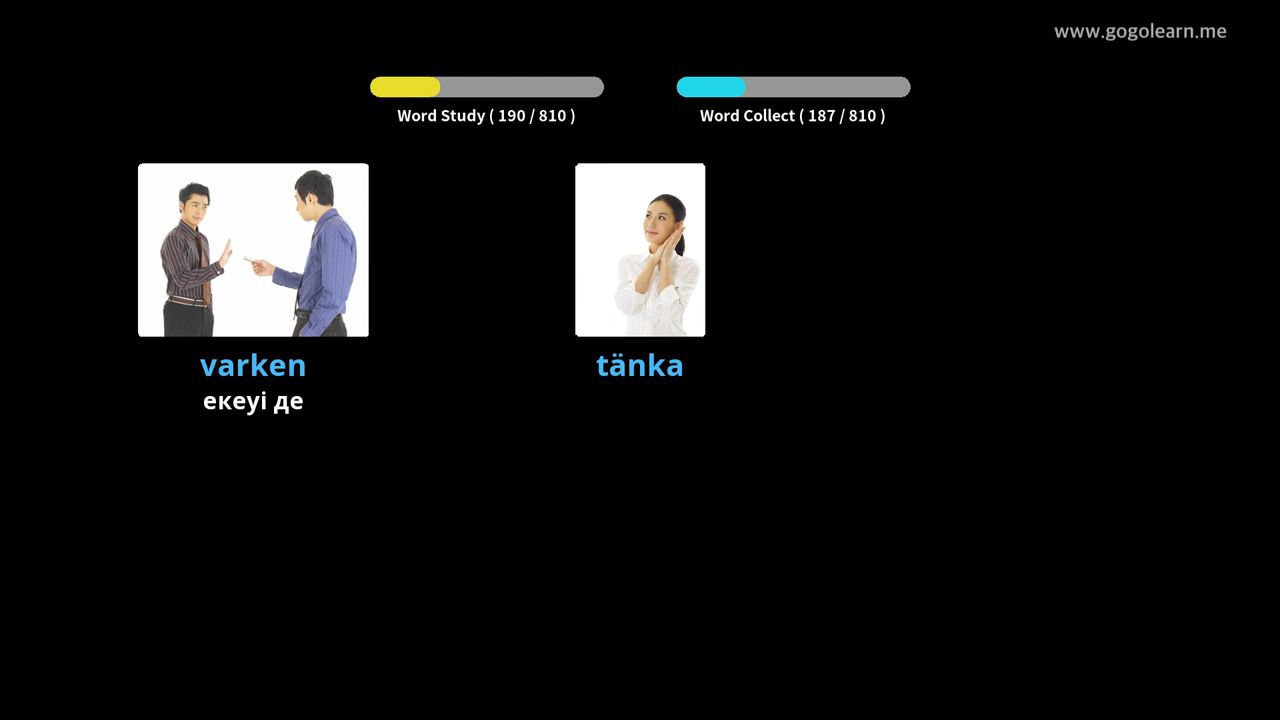 www.gogolearn.me
Word Study ( 190 / 810 )
Word Collect ( 187 / 810 )
varken
екеуі де
tänka